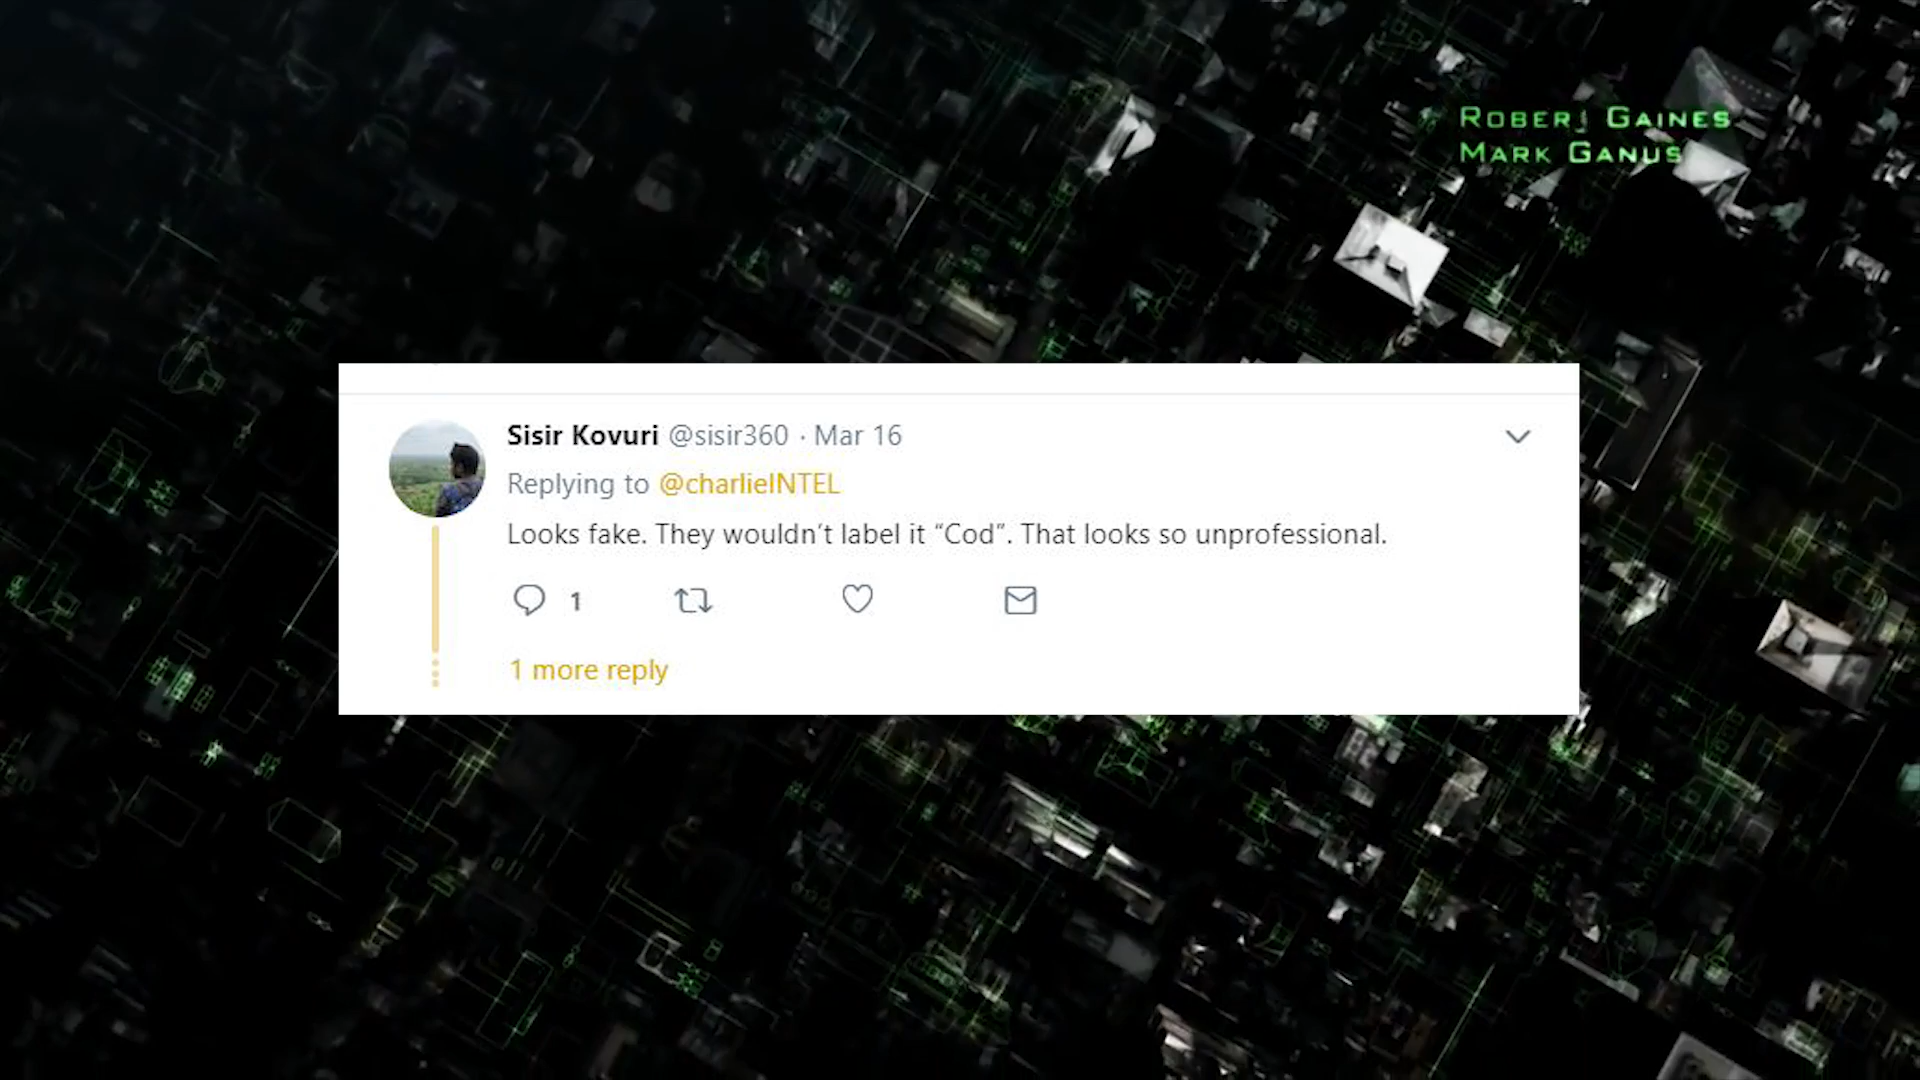 ROBERT GAINES
MARK GANUS
Sisir Kovuri @sisir360 · Mar 16
Replying to @charlieINTEL
Looks fake. They wouldn’t label it “Cod”. That looks so unprofessional.
1
1 more reply